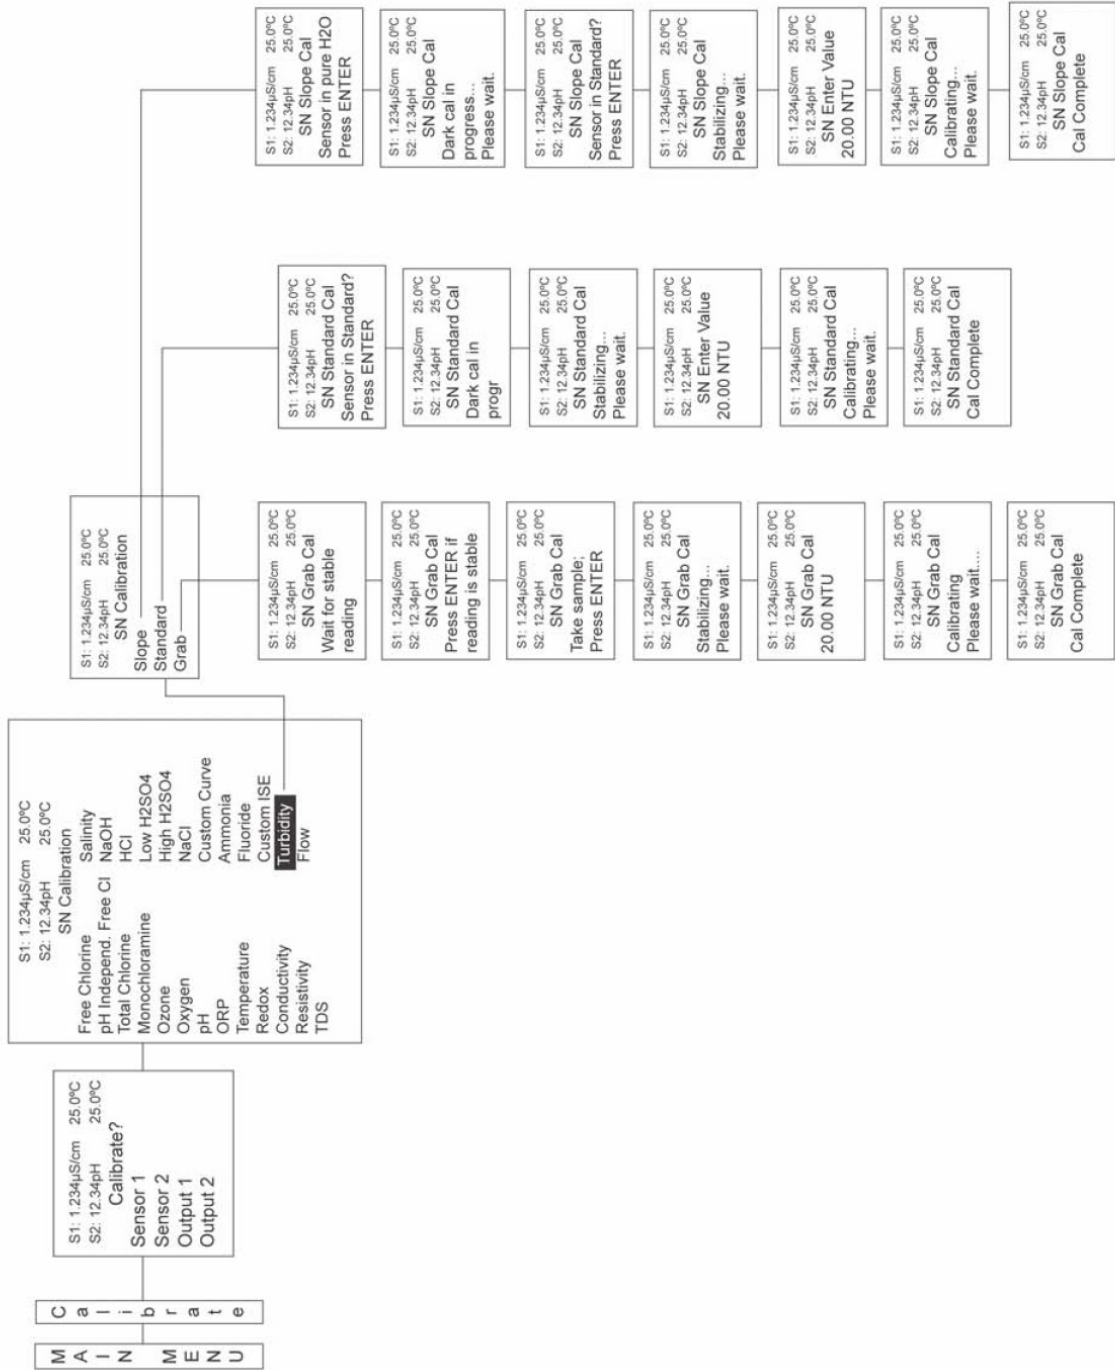 MAIN MENU
Calibrate
S1: 1.234µS/cm 25.0ºC
S2: 12.34pH 25.0ºC
Calibrate?
Sensor 1
Sensor 2
Output 1
Output 2
S1: 1.234µS/cm 25.0ºC
S2: 12.34pH 25.0ºC
SN Calibration
Free Chlorine Salinity
pH Independ. Free Cl NaOH
Total Chlorine HCl
Monochloramine Low H2SO4
Ozone High H2SO4
Oxygen NaCl
pH Custom Curve
ORP Ammonia
Temperature Fluoride
Redox Custom ISE
Conductivity Turbidity
Resistivity Flow
TDS
S1: 1.234µS/cm 25.0ºC
S2: 12.34pH 25.0ºC
SN Calibration
Slope
Standard
Grab
S1: 1.234µS/cm 25.0ºC
S2: 12.34pH 25.0ºC
SN Grab Cal
Wait for stable
reading
S1: 1.234µS/cm 25.0ºC
S2: 12.34pH 25.0ºC
SN Grab Cal
Press ENTER if
reading is stable
S1: 1.234µS/cm 25.0ºC
S2: 12.34pH 25.0ºC
SN Grab Cal
Take sample;
Press ENTER
S1: 1.234µS/cm 25.0ºC
S2: 12.34pH 25.0ºC
SN Grab Cal
Stabilizing...
Please wait.
S1: 1.234µS/cm 25.0ºC
S2: 12.34pH 25.0ºC
SN Grab Cal
20.00 NTU
S1: 1.234µS/cm 25.0ºC
S2: 12.34pH 25.0ºC
SN Grab Cal
Calibrating
Please wait....
S1: 1.234µS/cm 25.0ºC
S2: 12.34pH 25.0ºC
SN Grab Cal
Cal Complete
S1: 1.234µS/cm 25.0ºC
S2: 12.34pH 25.0ºC
SN Standard Cal
Sensor in Standard?
Press ENTER
S1: 1.234µS/cm 25.0ºC
S2: 12.34pH 25.0ºC
SN Standard Cal
Dark cal in
progr
S1: 1.234µS/cm 25.0ºC
S2: 12.34pH 25.0ºC
SN Standard Cal
Stabilizing...
Please wait.
S1: 1.234µS/cm 25.0ºC
S2: 12.34pH 25.0ºC
SN Enter Value
20.00 NTU
S1: 1.234µS/cm 25.0ºC
S2: 12.34pH 25.0ºC
SN Standard Cal
Calibrating...
Please wait.
S1: 1.234µS/cm 25.0ºC
S2: 12.34pH 25.0ºC
SN Standard Cal
Cal Complete
S1: 1.234µS/cm 25.0ºC
S2: 12.34pH 25.0ºC
SN Slope Cal
Sensor in pure H2O
Press ENTER
S1: 1.234µS/cm 25.0ºC
S2: 12.34pH 25.0ºC
SN Slope Cal
Dark cal in
progress...
Please wait.
S1: 1.234µS/cm 25.0ºC
S2: 12.34pH 25.0ºC
SN Slope Cal
Sensor in Standard?
Press ENTER
S1: 1.234µS/cm 25.0ºC
S2: 12.34pH 25.0ºC
SN Slope Cal
Stabilizing...
Please wait.
S1: 1.234µS/cm 25.0ºC
S2: 12.34pH 25.0ºC
SN Enter Value
20.00 NTU
S1: 1.234µS/cm 25.0ºC
S2: 12.34pH 25.0ºC
SN Slope Cal
Calibrating...
Please wait.
S1: 1.234µS/cm 25.0ºC
S2: 12.34pH 25.0ºC
SN Slope Cal
Cal Complete